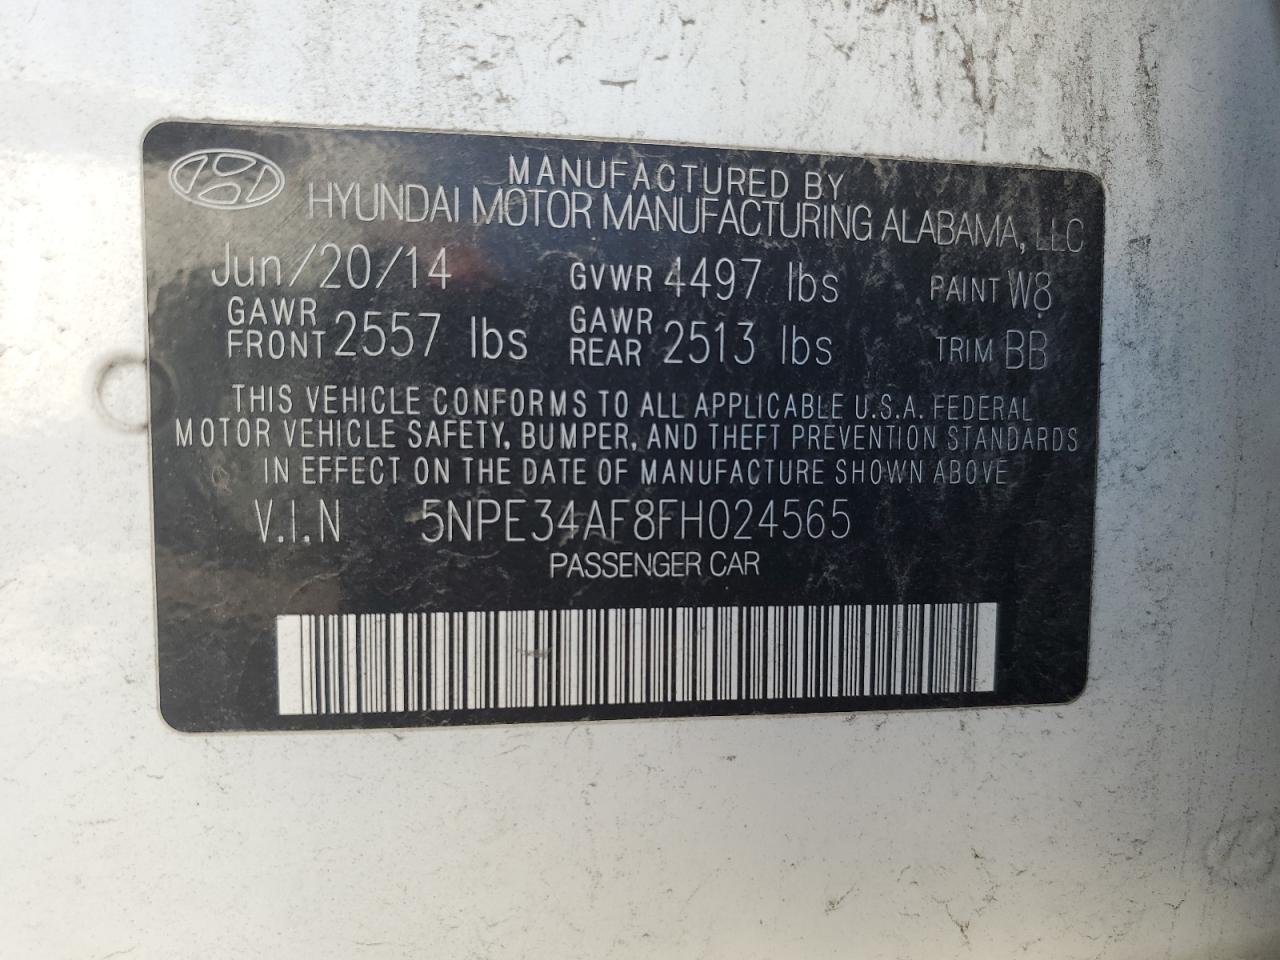 MANUFACTURED BY
HYUNDAI MOTOR MANUFACTURING ALABAMA, LLC
Jun/20/14 GVWR 4497 lbs PAINT W8
GAWR FRONT 2557 lbs GAWR REAR 2513 lbs TRIM BB
THIS VEHICLE CONFORMS TO ALL APPLICABLE U.S.A. FEDERAL
MOTOR VEHICLE SAFETY, BUMPER, AND THEFT PREVENTION STANDARDS
IN EFFECT ON THE DATE OF MANUFACTURE SHOWN ABOVE
V.I.N 5NPE34AF8FH024565
PASSENGER CAR